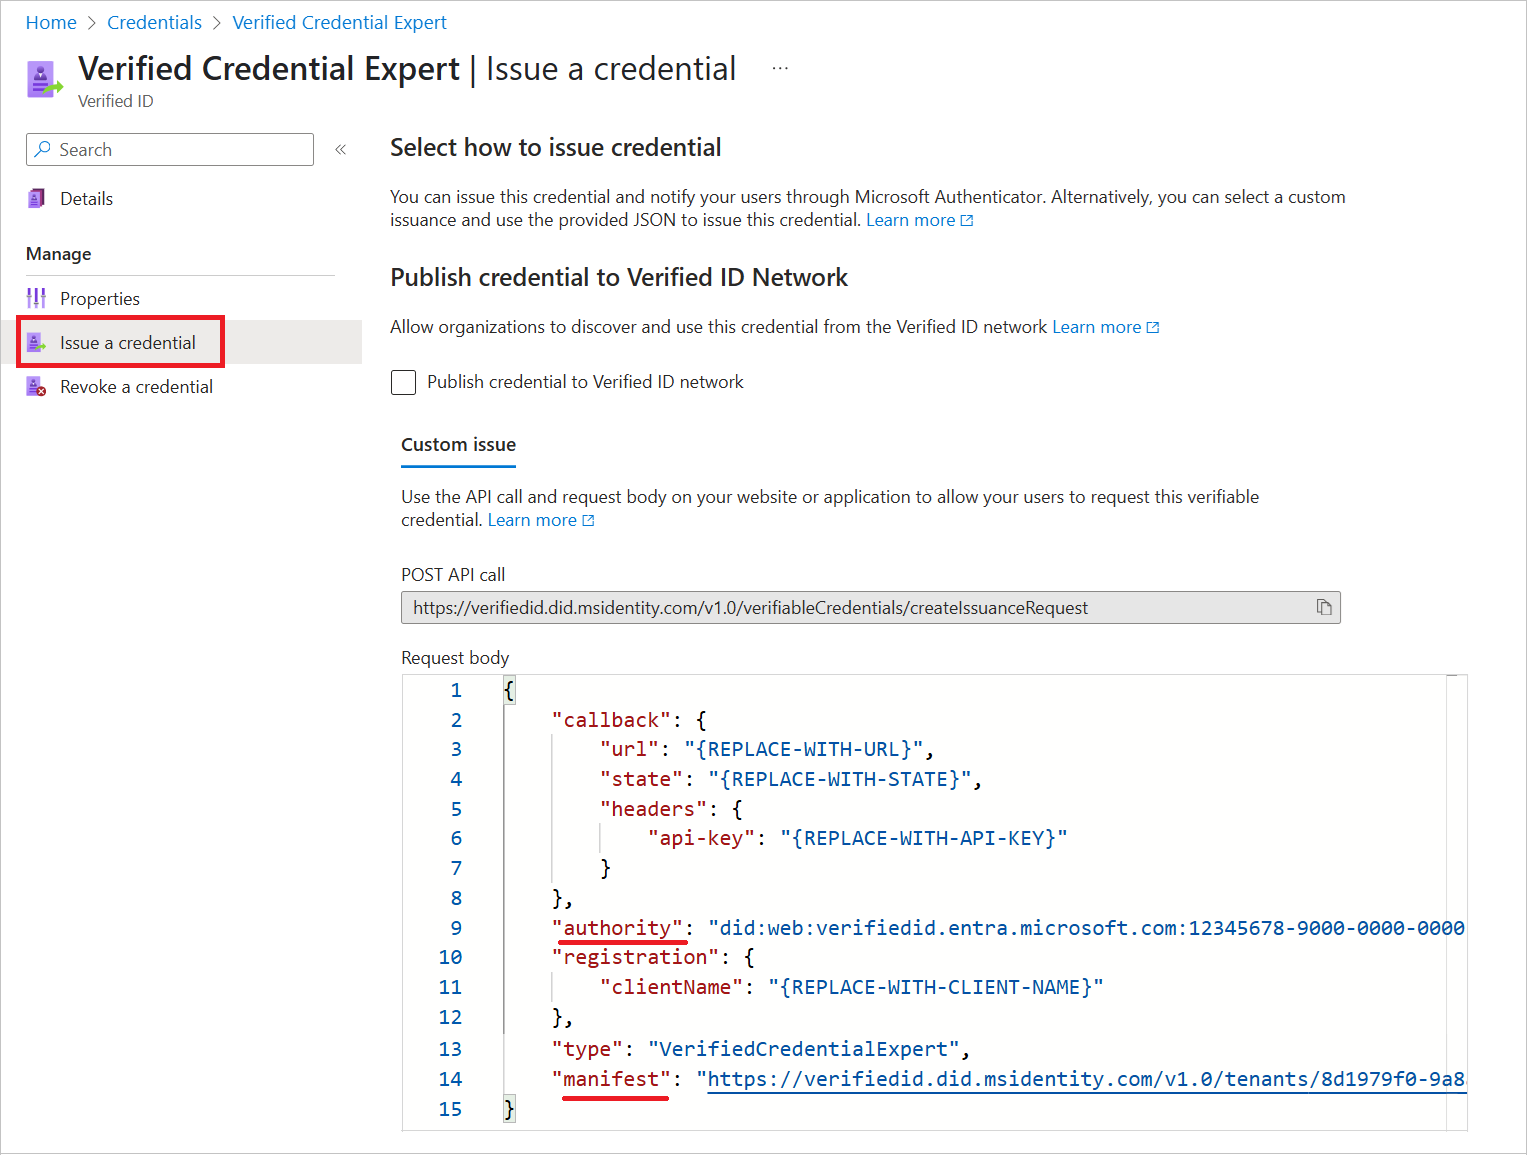 Home > Credentials > Verified Credential Expert
Verified Credential Expert | Issue a credential ...
Verified ID
Search «
Details
Manage
Properties
Issue a credential
Revoke a credential
Select how to issue credential
You can issue this credential and notify your users through Microsoft Authenticator. Alternatively, you can select a custom
issuance and use the provided JSON to issue this credential. Learn more
Publish credential to Verified ID Network
Allow organizations to discover and use this credential from the Verified ID network Learn more
Publish credential to Verified ID network
Custom issue
Use the API call and request body on your website or application to allow your users to request this verifiable
credential. Learn more
POST API call
https://verifiedid.did.msidentity.com/v1.0/verifiableCredentials/createIssuanceRequest
Request body
1 {
2 "callback": {
3 "url": "{REPLACE-WITH-URL}",
4 "state": "{REPLACE-WITH-STATE}",
5 "headers": {
6 "api-key": "{REPLACE-WITH-API-KEY}"
7 }
8 },
9 "authority": "did:web:verifiedid.entra.microsoft.com:12345678-9000-0000-0000
10 "registration": {
11 "clientName": "{REPLACE-WITH-CLIENT-NAME}"
12 },
13 "type": "VerifiedCredentialExpert",
14 "manifest": "https://verifiedid.did.msidentity.com/v1.0/tenants/8d1979f0-9a8
15 }